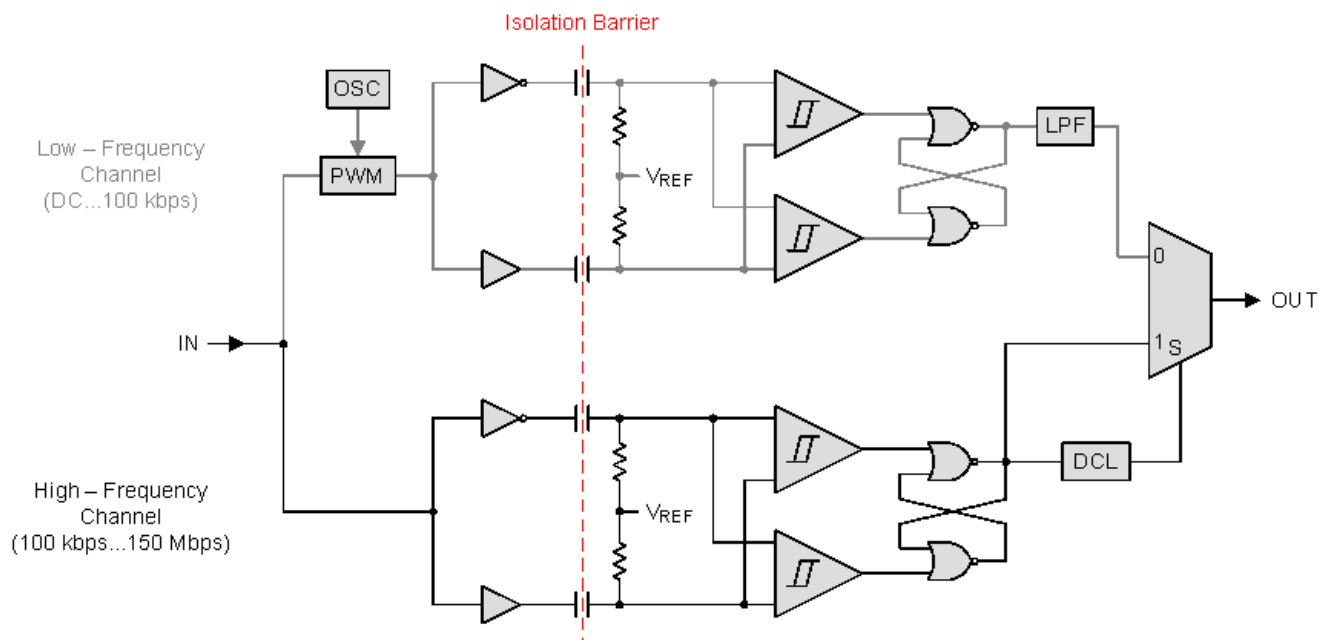 Isolation Barrier
OSC
Low – Frequency
Channel
(DC...100 kbps)
PWM
VREF
LPF
0
OUT
IN
1
S
High – Frequency
Channel
(100 kbps...150 Mbps)
VREF
DCL